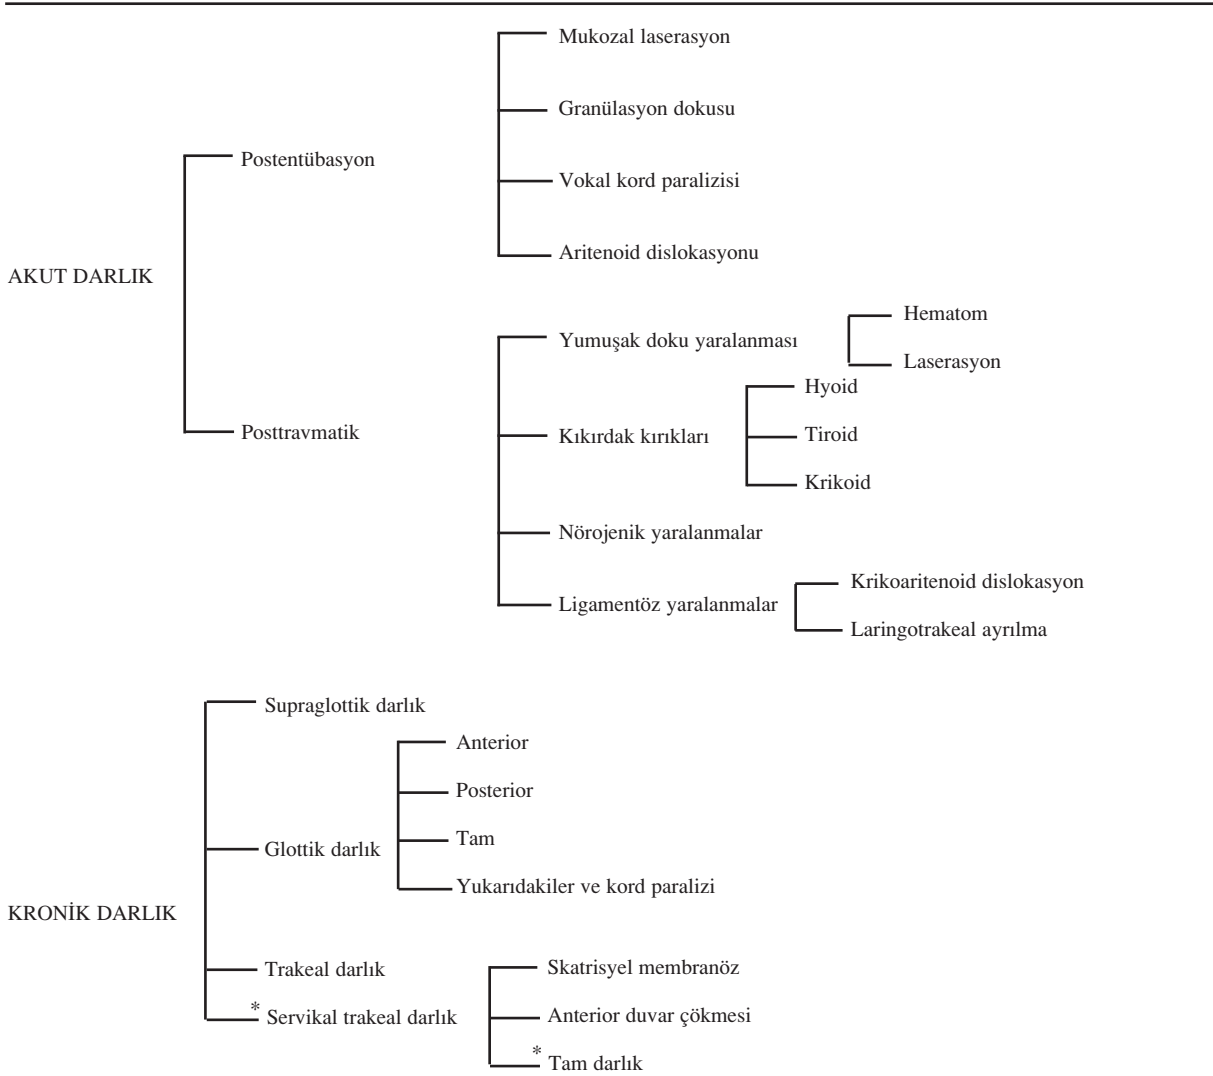 Mukozal laserasyon
Granülasyon dokusu
Postentübasyon
Vokal kord paralizisi
Aritenoid dislokasyonu
AKUT DARLIK
Hematom
Yumuşak doku yaralanması
Laserasyon
Hyoid
Posttravmatik
Kıkırdak kırıkları
Tiroid
Krikoid
Nörojenik yaralanmalar
Krikoaritenoid dislokasyon
Ligamentöz yaralanmalar
Laringotrakeal ayrılma
Supraglottik darlık
Anterior
Posterior
Glottik darlık
Tam
Yukarıdakiler ve kord paralizi
KRONİK DARLIK
Trakeal darlık
Skatrisyel membranöz
* Servikal trakeal darlık
Anterior duvar çökmesi
* Tam darlık